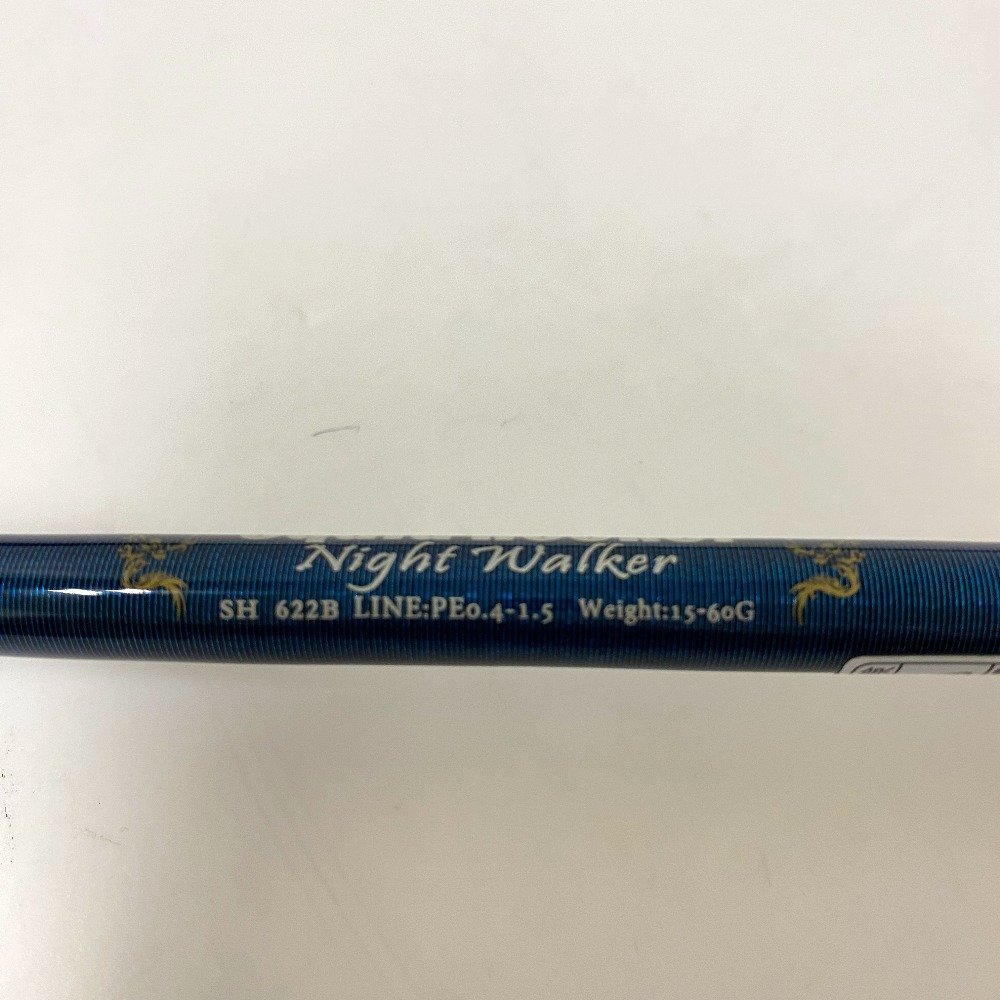 Night Walker
SH 622B LINE:PE0.4-1.5 Weight:15-60G